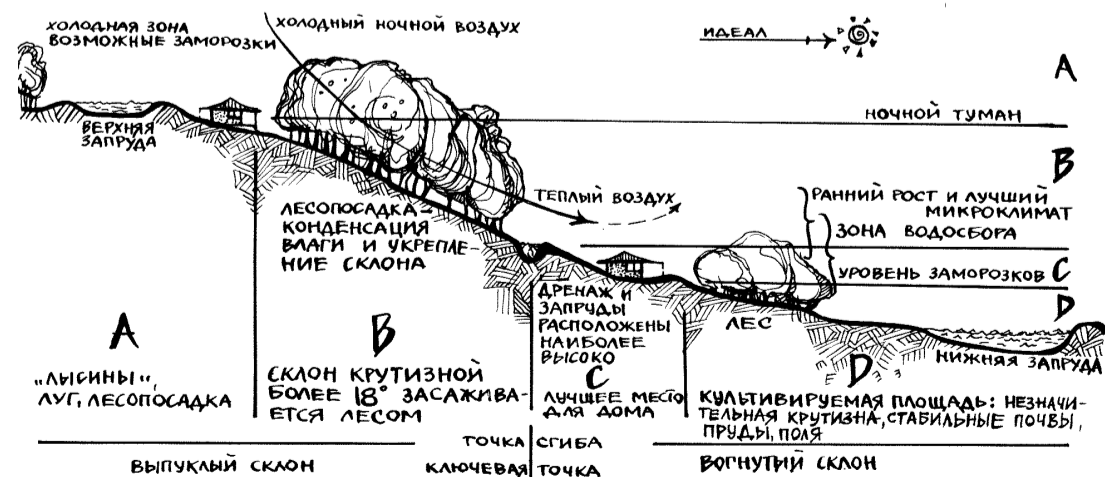 ХОЛОДНАЯ ЗОНА
ВОЗМОЖНЫЕ ЗАМОРОЗКИ
ХОЛОДНЫЙ НОЧНОЙ ВОЗДУХ
ИДЕАЛ
A
НОЧНОЙ ТУМАН
ВЕРХНЯЯ
ЗАПРУДА
B
ТЕПЛЫЙ ВОЗДУХ
РАННИЙ РОСТ И ЛУЧШИЙ
МИКРОКЛИМАТ
ЗОНА ВОДОСБОРА
ЛЕСОПОСАДКА -
КОНДЕНСАЦИЯ
ВЛАГИ И УКРЕПЛЕ-
НИЕ СКЛОНА
УРОВЕНЬ ЗАМОРОЗКОВ C
D
ДРЕНАЖ И
ЗАПРУДЫ
РАСПОЛОЖЕНЫ
НАИБОЛЕЕ
ВЫСОКО
ЛЕС
НИЖНЯЯ ЗАПРУДА
A
„ЛЫСИНЫ“,
ЛУГ, ЛЕСОПОСАДКА
B
СКЛОН КРУТИЗНОЙ
БОЛЕЕ 18° ЗАСАЖИВА-
ЕТСЯ ЛЕСОМ
C
ЛУЧШЕЕ МЕСТО
ДЛЯ ДОМА
D
КУЛЬТИВИРУЕМАЯ ПЛОЩАДЬ: НЕЗНАЧИ-
ТЕЛЬНАЯ КРУТИЗНА, СТАБИЛЬНЫЕ ПОЧВЫ,
ПРУДЫ, ПОЛЯ
ТОЧКА СГИБА
ВЫПУКЛЫЙ СКЛОН
КЛЮЧЕВАЯ ТОЧКА
ВОГНУТЫЙ СКЛОН